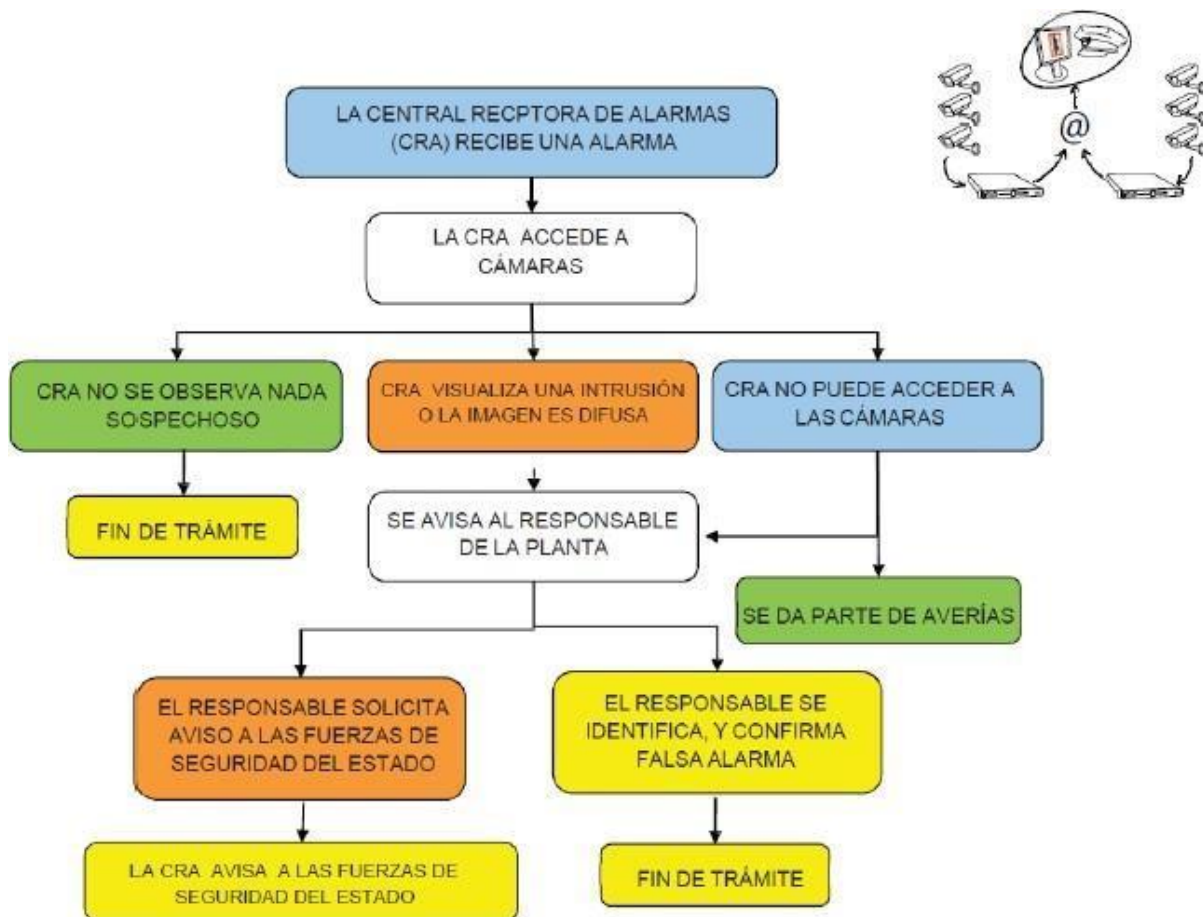 LA CENTRAL RECPTORA DE ALARMAS
(CRA) RECIBE UNA ALARMA
@
LA CRA ACCEDE A
CÁMARAS
CRA NO SE OBSERVA NADA
SOSPECHOSO
CRA VISUALIZA UNA INTRUSIÓN
O LA IMAGEN ES DIFUSA
CRA NO PUEDE ACCEDER A
LAS CÁMARAS
FIN DE TRÁMITE
SE AVISA AL RESPONSABLE
DE LA PLANTA
SE DA PARTE DE AVERÍAS
EL RESPONSABLE SOLICITA
AVISO A LAS FUERZAS DE
SEGURIDAD DEL ESTADO
EL RESPONSABLE SE
IDENTIFICA, Y CONFIRMA
FALSA ALARMA
LA CRA AVISA A LAS FUERZAS DE
SEGURIDAD DEL ESTADO
FIN DE TRÁMITE